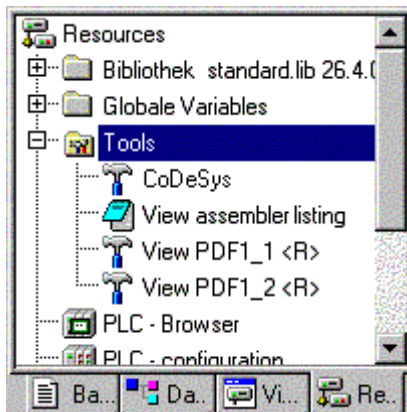 Resources
Bibliothek standard.lib 26.4.
Globale Variables
Tools
CoDeSys
View assembler listing
View PDF1_1 <R>
View PDF1_2 <R>
PLC - Browser
PLC - configuration
Ba... Da.. Vi... Re..